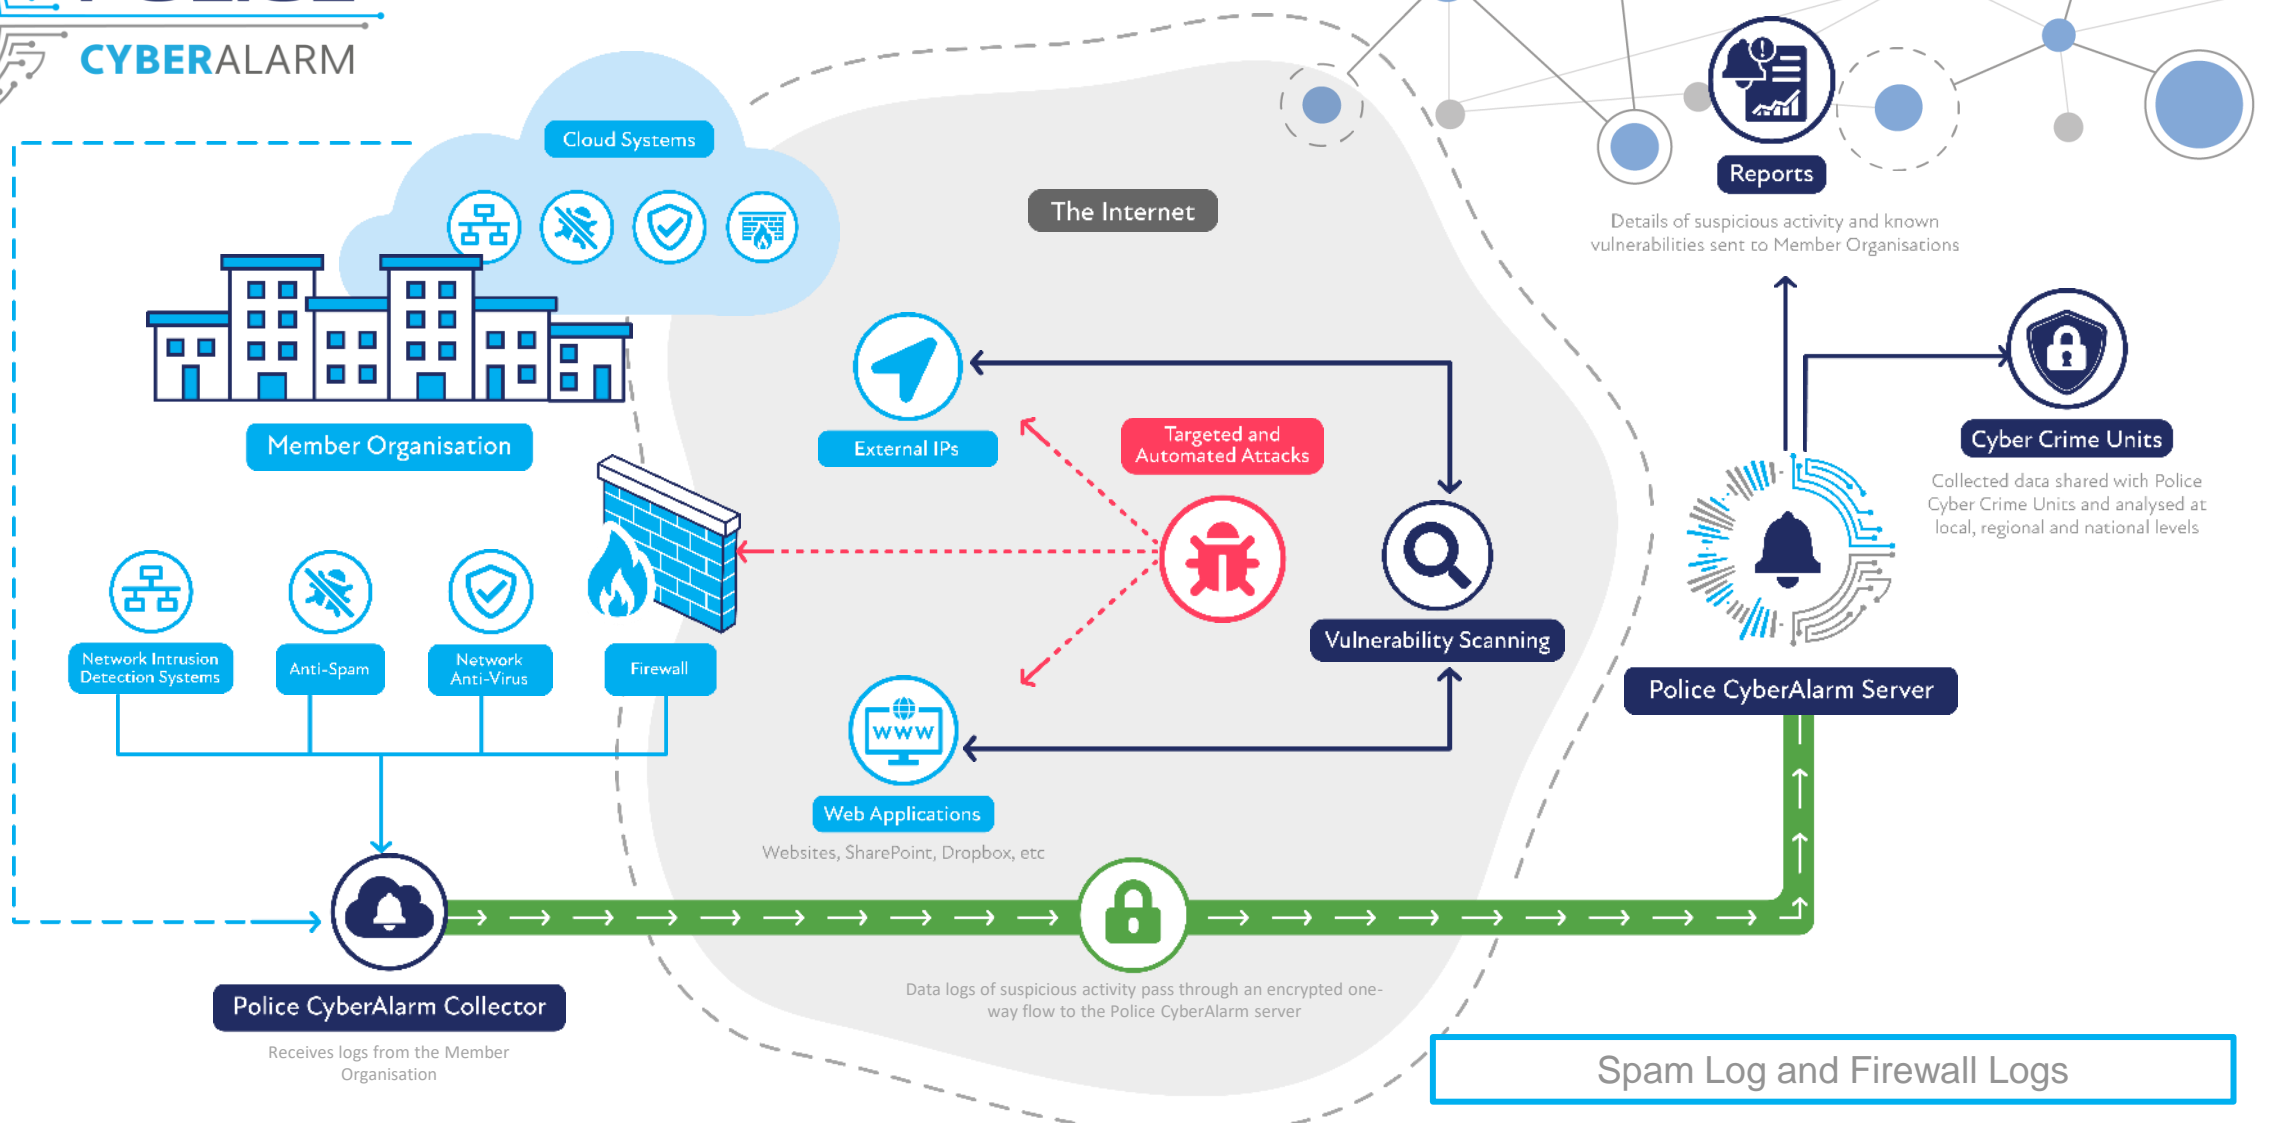 POLICE
CYBERALARM
Cloud Systems
The Internet
Reports
Details of suspicious activity and known
vulnerabilities sent to Member Organisations
Member Organisation
External IPs
Targeted and
Automated Attacks
Cyber Crime Units
Collected data shared with Police
Cyber Crime Units and analysed at
local, regional and national levels
Network Intrusion
Detection Systems
Anti-Spam
Network
Anti-Virus
Firewall
Vulnerability Scanning
Police CyberAlarm Server
WWW
Web Applications
Websites, SharePoint, Dropbox, etc
Police CyberAlarm Collector
Receives logs from the Member
Organisation
Data logs of suspicious activity pass through an encrypted one-
way flow to the Police CyberAlarm server
Spam Log and Firewall Logs